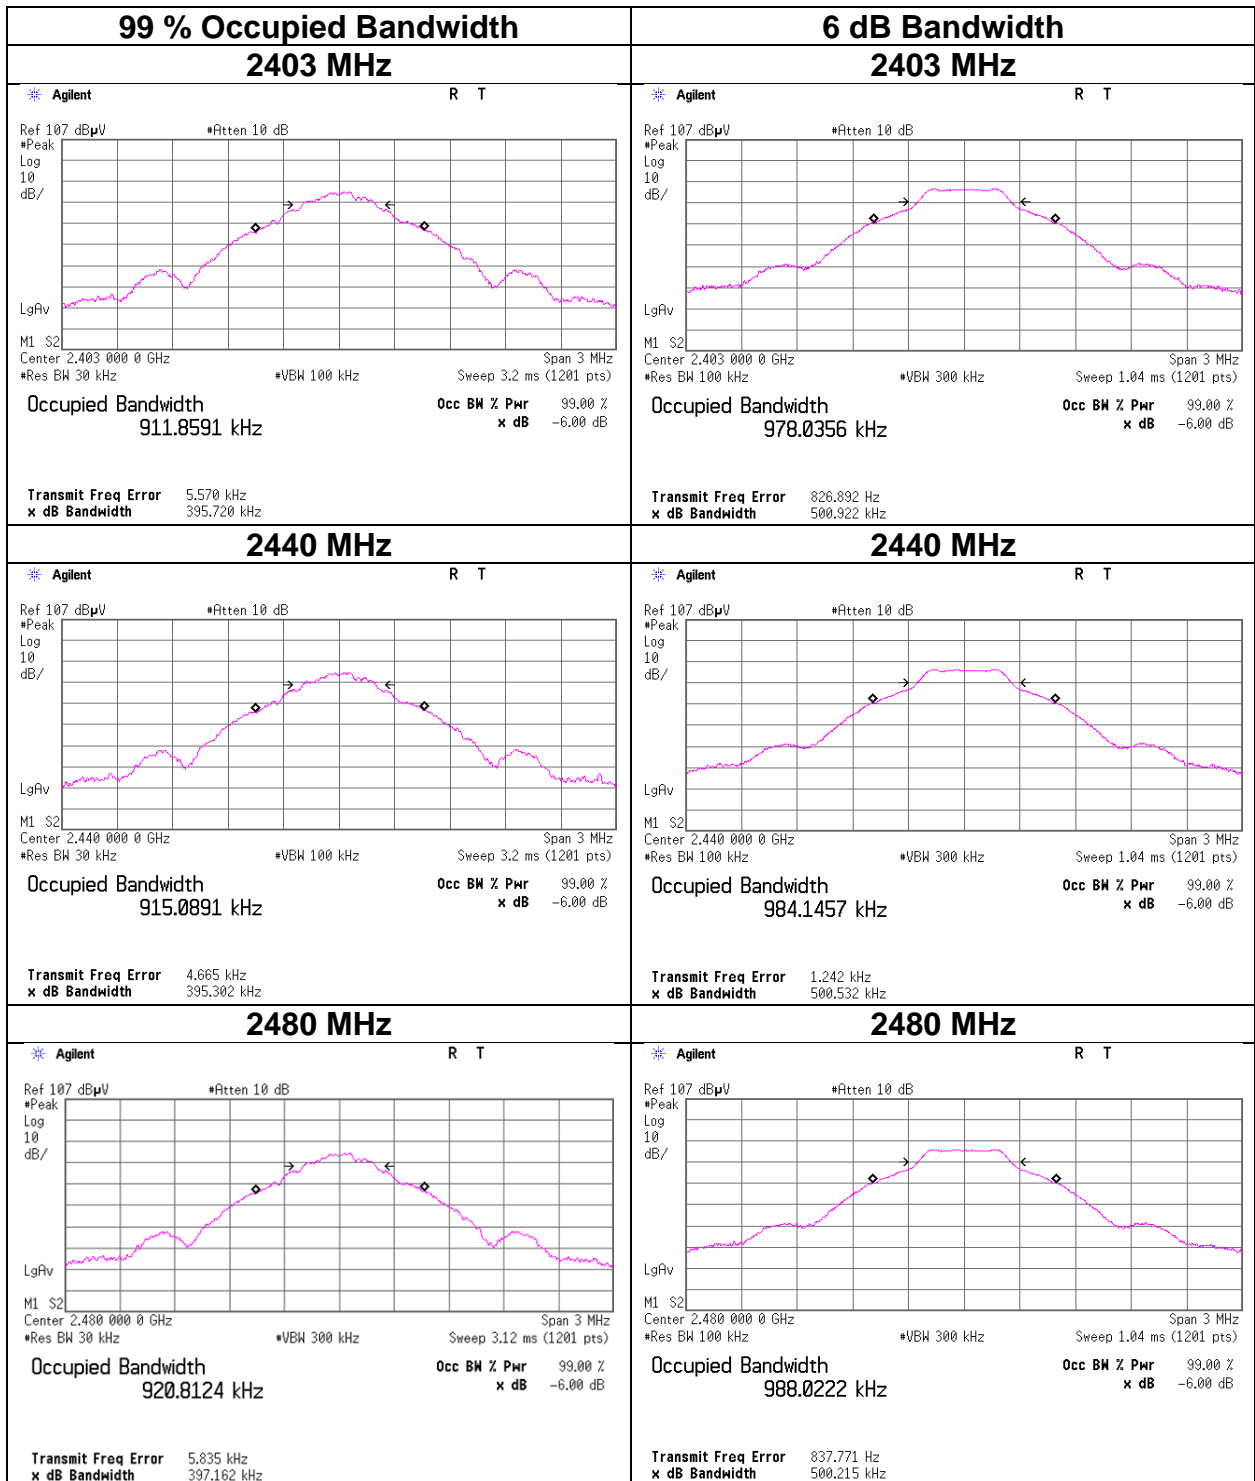 99 % Occupied Bandwidth
6 dB Bandwidth
2403 MHz
2403 MHz
Agilent
R T
Ref 107 dBµV
#Atten 10 dB
#Peak
Log
10
dB/
LgAv
M1 S2
Center 2.403 000 0 GHz
Span 3 MHz
#Res BW 30 kHz
#VBW 100 kHz
Sweep 3.2 ms (1201 pts)
Occupied Bandwidth
911.8591 kHz
Occ BW % Pwr 99.00 %
x dB -6.00 dB
Transmit Freq Error 5.570 kHz
x dB Bandwidth 395.720 kHz
Agilent
R T
Ref 107 dBµV
#Atten 10 dB
#Peak
Log
10
dB/
LgAv
M1 S2
Center 2.403 000 0 GHz
Span 3 MHz
#Res BW 100 kHz
#VBW 300 kHz
Sweep 1.04 ms (1201 pts)
Occupied Bandwidth
978.0356 kHz
Occ BW % Pwr 99.00 %
x dB -6.00 dB
Transmit Freq Error 826.892 Hz
x dB Bandwidth 500.922 kHz
2440 MHz
2440 MHz
Agilent
R T
Ref 107 dBµV
#Atten 10 dB
#Peak
Log
10
dB/
LgAv
M1 S2
Center 2.440 000 0 GHz
Span 3 MHz
#Res BW 30 kHz
#VBW 100 kHz
Sweep 3.2 ms (1201 pts)
Occupied Bandwidth
915.0891 kHz
Occ BW % Pwr 99.00 %
x dB -6.00 dB
Transmit Freq Error 4.665 kHz
x dB Bandwidth 395.302 kHz
Agilent
R T
Ref 107 dBµV
#Atten 10 dB
#Peak
Log
10
dB/
LgAv
M1 S2
Center 2.440 000 0 GHz
Span 3 MHz
#Res BW 100 kHz
#VBW 300 kHz
Sweep 1.04 ms (1201 pts)
Occupied Bandwidth
984.1457 kHz
Occ BW % Pwr 99.00 %
x dB -6.00 dB
Transmit Freq Error 1.242 kHz
x dB Bandwidth 500.532 kHz
2480 MHz
2480 MHz
Agilent
R T
Ref 107 dBµV
#Atten 10 dB
#Peak
Log
10
dB/
LgAv
M1 S2
Center 2.480 000 0 GHz
Span 3 MHz
#Res BW 30 kHz
#VBW 300 kHz
Sweep 3.12 ms (1201 pts)
Occupied Bandwidth
920.8124 kHz
Occ BW % Pwr 99.00 %
x dB -6.00 dB
Transmit Freq Error 5.835 kHz
x dB Bandwidth 397.162 kHz
Agilent
R T
Ref 107 dBµV
#Atten 10 dB
#Peak
Log
10
dB/
LgAv
M1 S2
Center 2.480 000 0 GHz
Span 3 MHz
#Res BW 100 kHz
#VBW 300 kHz
Sweep 1.04 ms (1201 pts)
Occupied Bandwidth
988.0222 kHz
Occ BW % Pwr 99.00 %
x dB -6.00 dB
Transmit Freq Error 837.771 Hz
x dB Bandwidth 500.215 kHz